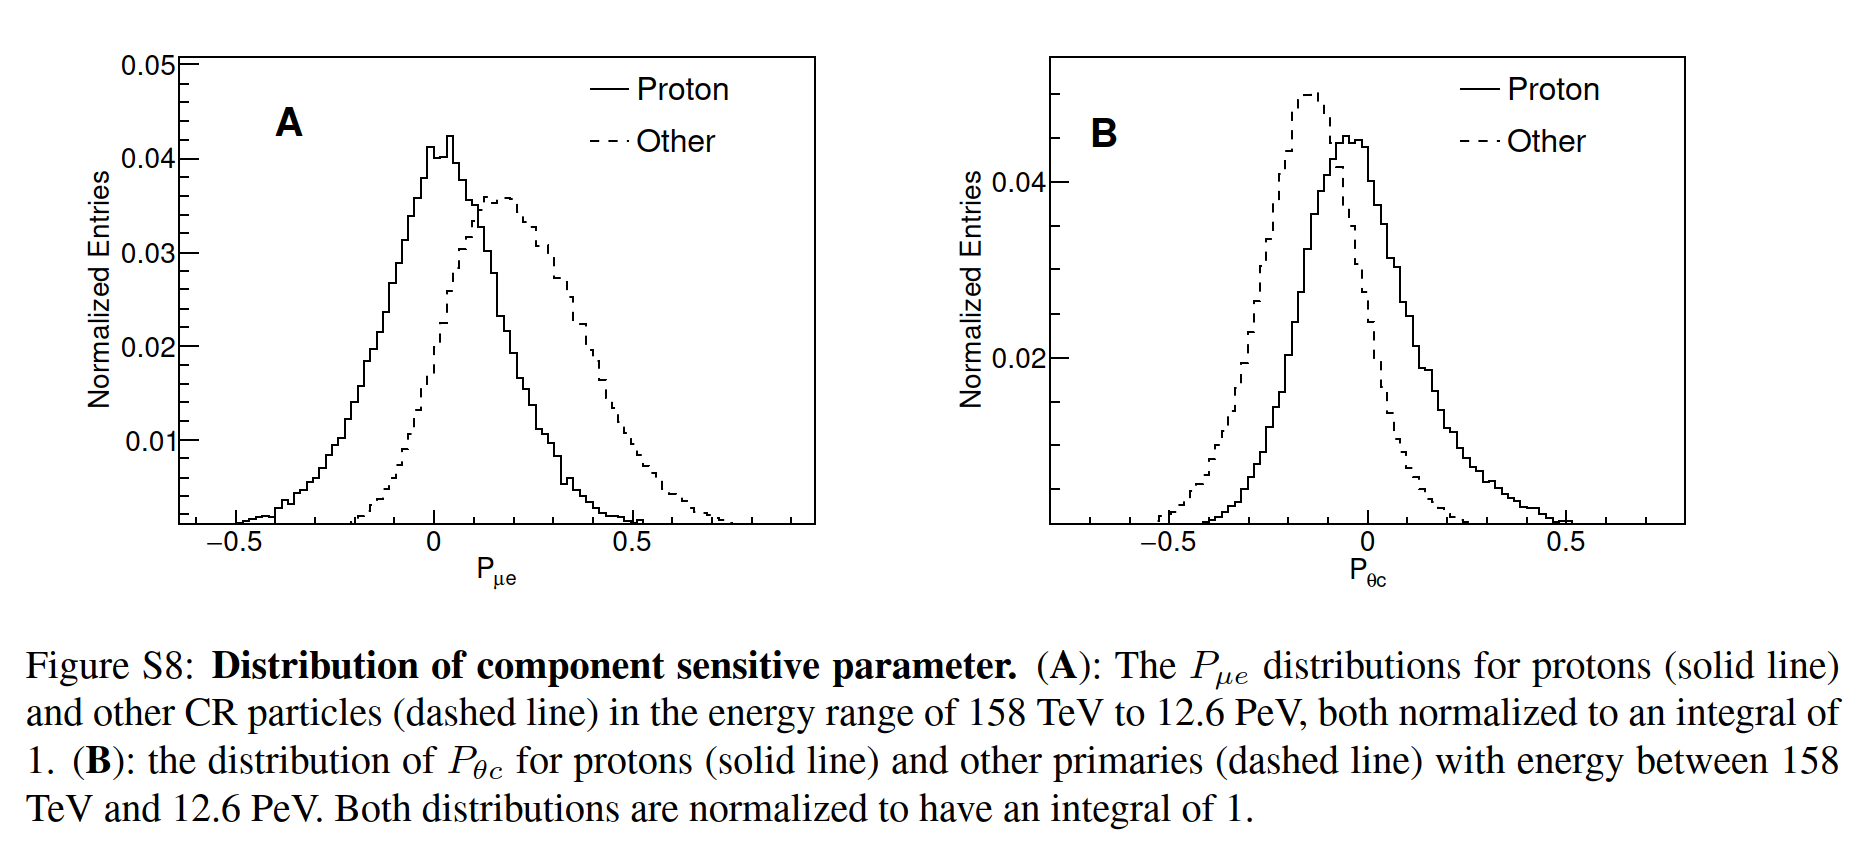 0.05
0.04
0.03
0.02
0.01
Normalized Entries
A
Proton
Other
−0.5 0 0.5
Pμe
0.04
0.02
Normalized Entries
B
Proton
Other
−0.5 0 0.5
Pθc
Figure S8: Distribution of component sensitive parameter. (A): The Pμe distributions for protons (solid line)
and other CR particles (dashed line) in the energy range of 158 TeV to 12.6 PeV, both normalized to an integral of
1. (B): the distribution of Pθc for protons (solid line) and other primaries (dashed line) with energy between 158
TeV and 12.6 PeV. Both distributions are normalized to have an integral of 1.